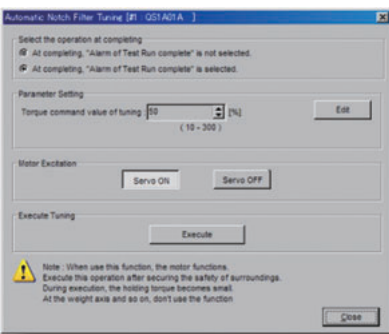 Automatic Notch Filter Tuning [#1 : QS1A01A ]
Select the operation at completing
At completing, "Alarm of Test Run complete" is not selected.
At completing, "Alarm of Test Run complete" is selected.
Parameter Setting
Torque command value of tuning : 50 [%]
( 10 - 300 )
Edit
Motor Excitation
Servo ON
Servo OFF
Execute Tuning
Execute
Note : When use this function, the motor functions.
Execute this operation after securing the safety of surroundings.
During execution, the holding torque becomes small.
At the weight axis and so on, don't use the function
Close